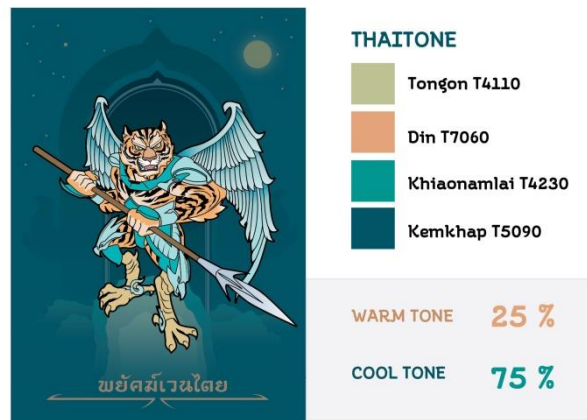 THAITONE
Tongon T4110
Din T7060
Khiaonamlai T4230
Kemkhap T5090
WARM TONE 25 %
COOL TONE 75 %
พยัคฆ์เวนไตย